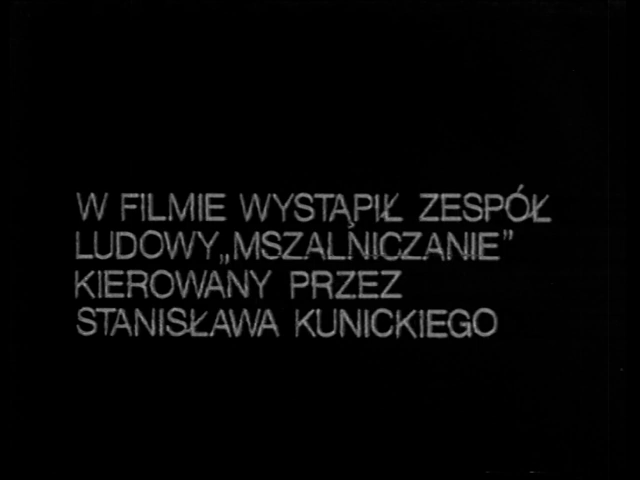 W FILMIE WYSTĄPIŁ ZESPÓŁ
LUDOWY„MSZALNICZANIE”
KIEROWANY PRZEZ
STANISŁAWA KUNICKIEGO